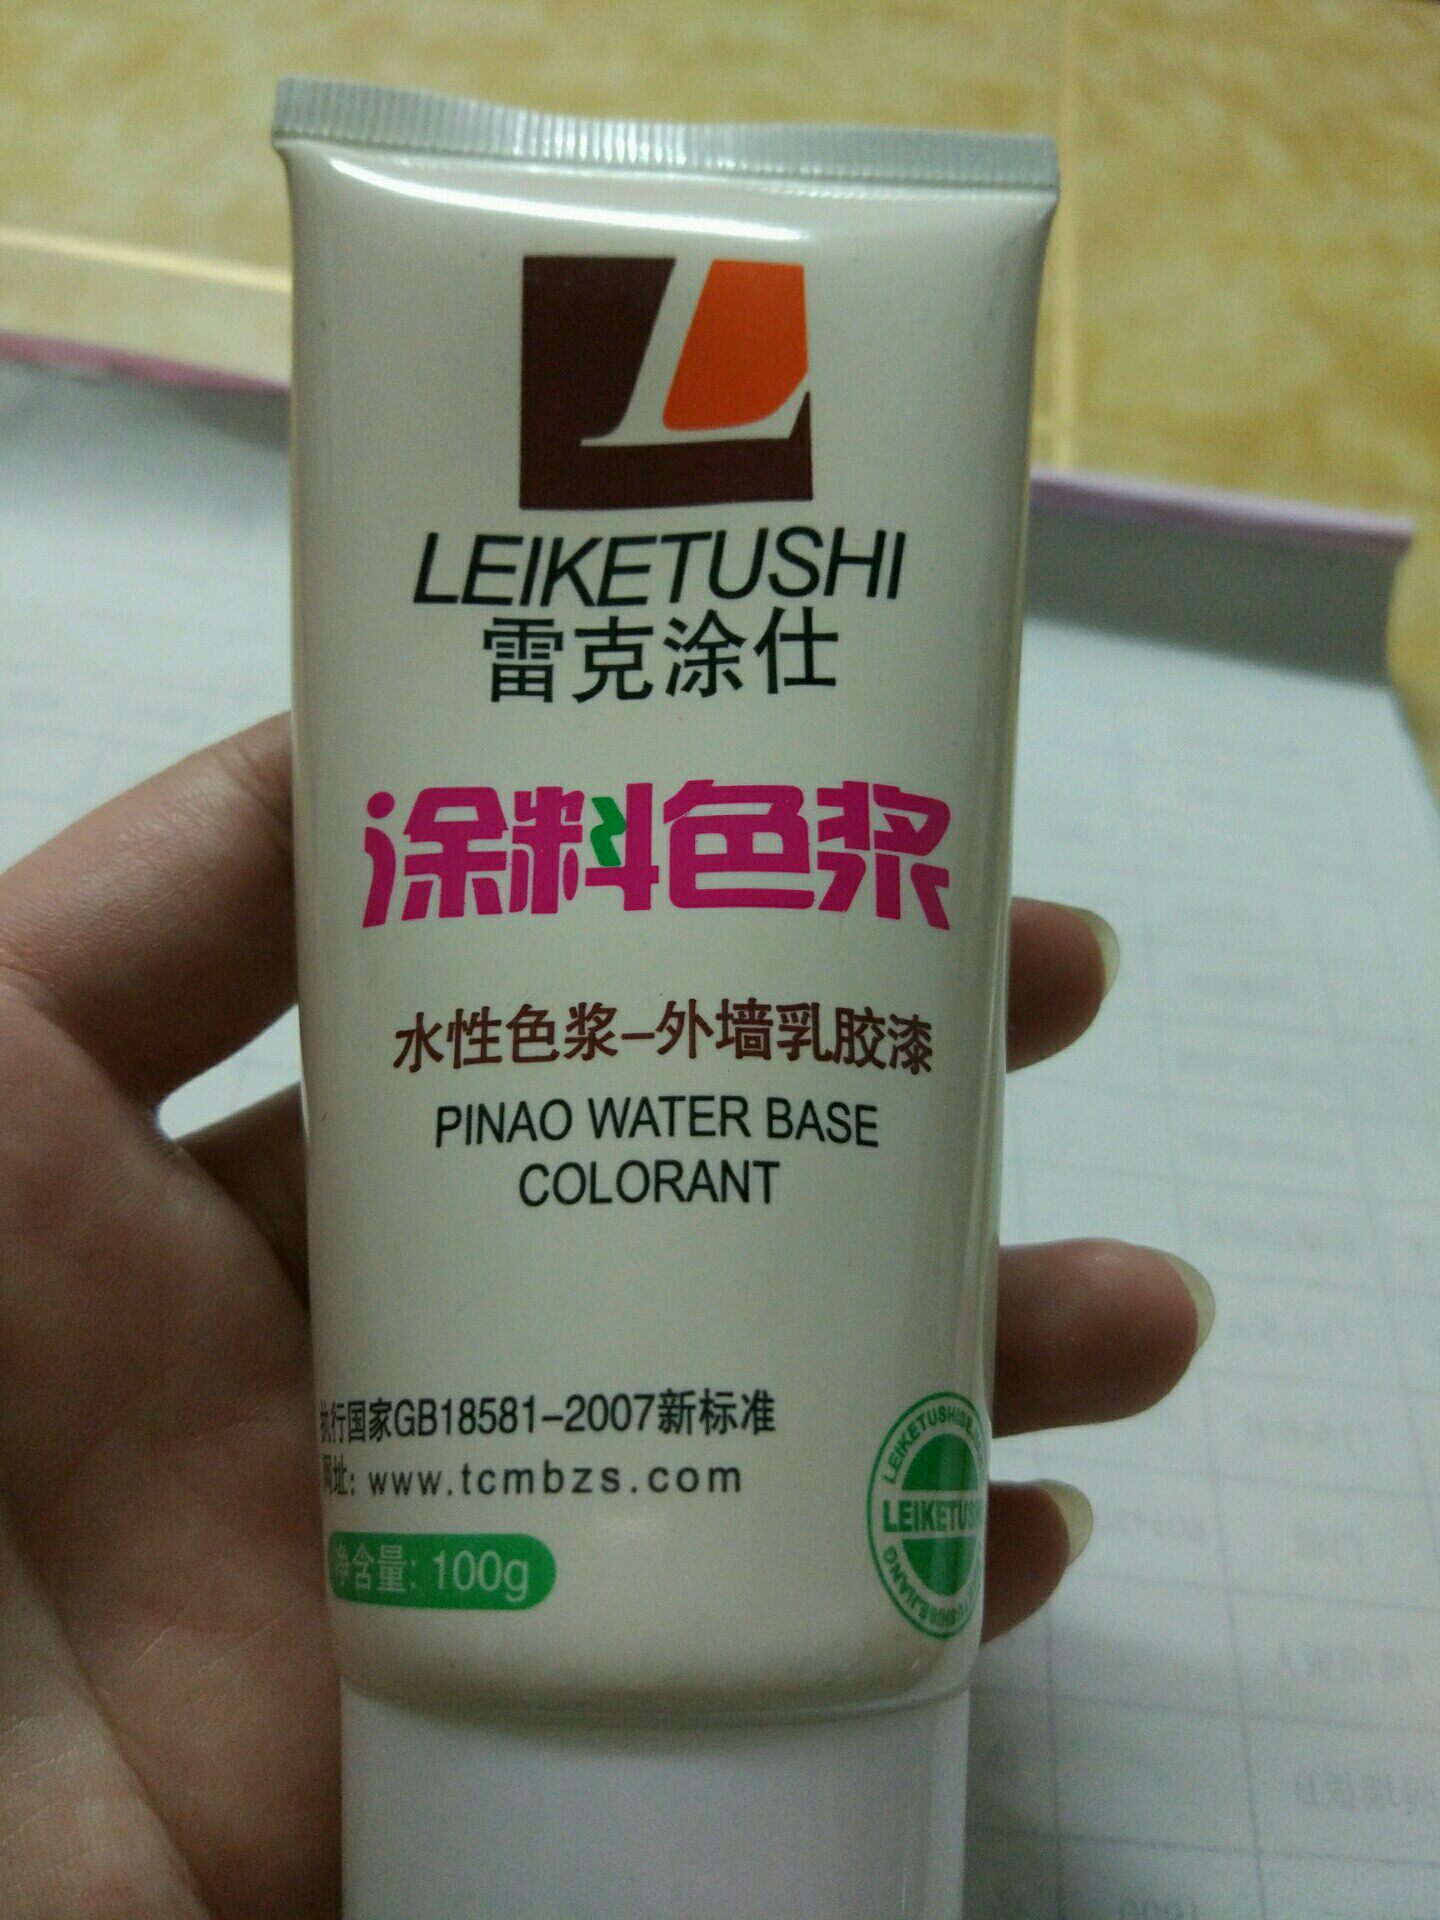 LEIKETUSHI
雷克涂仕
涂料色浆
水性色浆-外墙乳胶漆
PINAO WATER BASE
COLORANT
执行国家GB18581-2007新标准
网址：www.tcmbzs.com
净含量: 100g
LEIKETUSHI